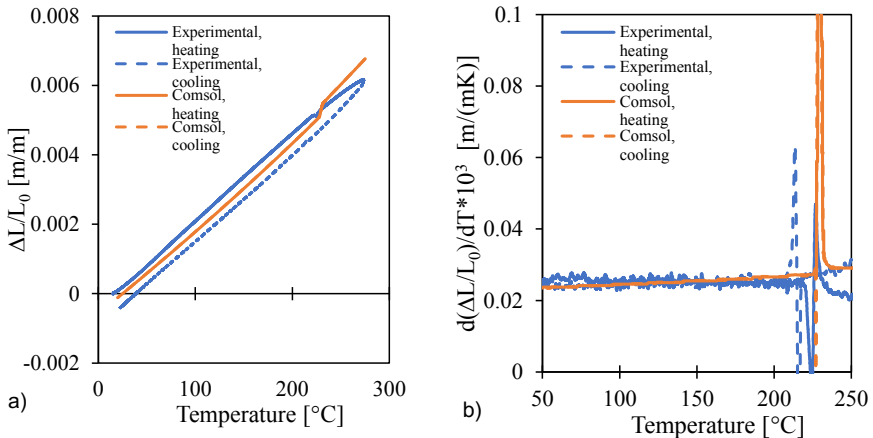 0.008
0.006
0.004
0.002
0
-0.002
ΔL/L₀ [m/m]
Experimental,
heating
Experimental,
cooling
Comsol,
heating
Comsol,
cooling
0 100 200 300
Temperature [°C]
a)
0.1
0.08
0.06
0.04
0.02
0
d(ΔL/L₀)/dT*10³ [m/(mK)]
Experimental,
heating
Experimental,
cooling
Comsol,
heating
Comsol,
cooling
50 100 150 200 250
Temperature [°C]
b)